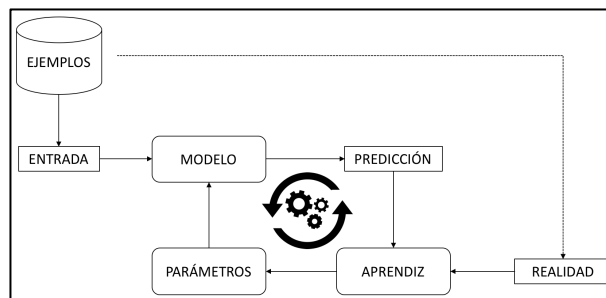 EJEMPLOS
ENTRADA
MODELO
PREDICCIÓN
PARÁMETROS
APRENDIZ
REALIDAD